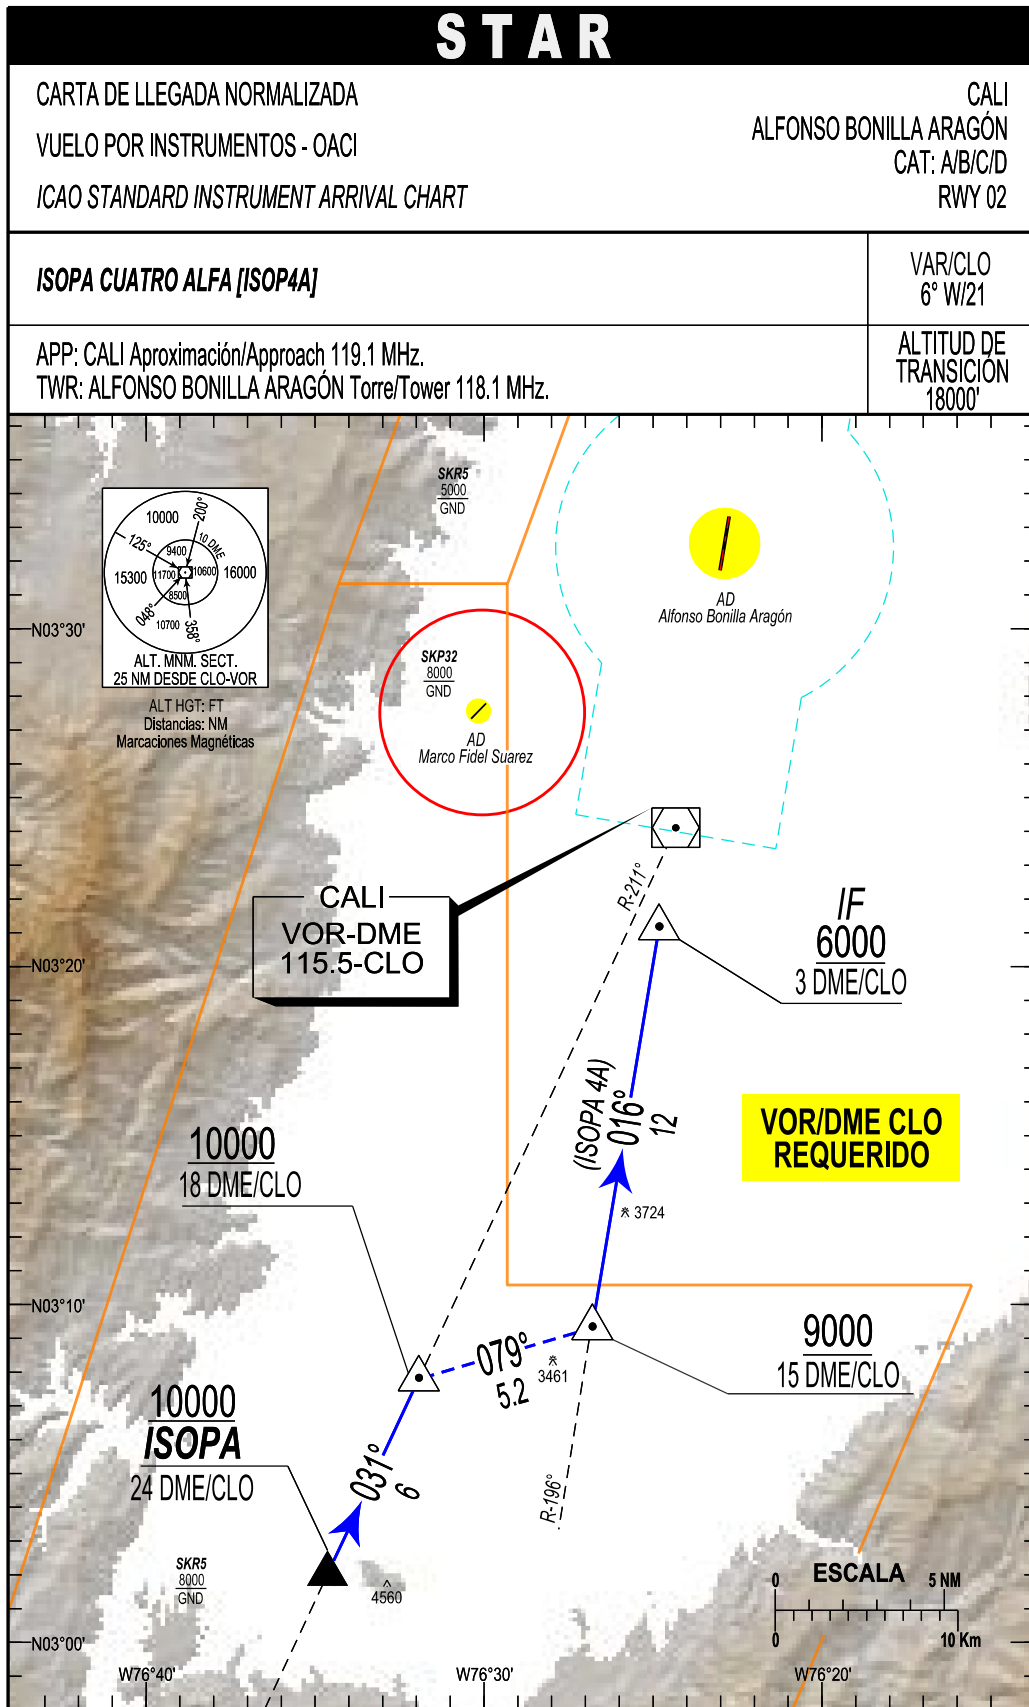 STAR
CARTA DE LLEGADA NORMALIZADA
VUELO POR INSTRUMENTOS - OACI
ICAO STANDARD INSTRUMENT ARRIVAL CHART
CALI
ALFONSO BONILLA ARAGÓN
CAT: A/B/C/D
RWY 02
ISOPA CUATRO ALFA [ISOP4A]
VAR/CLO
6° W/21
APP: CALI Aproximación/Approach 119.1 MHz.
TWR: ALFONSO BONILLA ARAGÓN Torre/Tower 118.1 MHz.
ALTITUD DE
TRANSICIÓN
18000'
SKR5
5000
GND
10000
200°
125°
10 DME
9400
15300
11700
10600
16000
8500
048°
10700
358°
ALT. MNM. SECT.
25 NM DESDE CLO-VOR
ALT HGT: FT
Distancias: NM
Marcaciones Magnéticas
AD
Alfonso Bonilla Aragón
N03°30'
SKP32
8000
GND
AD
Marco Fidel Suarez
CALI
VOR-DME
115.5-CLO
R-211°
IF
6000
3 DME/CLO
N03°20'
(ISOPA 4A)
016°
12
VOR/DME CLO
REQUERIDO
10000
18 DME/CLO
3724
N03°10'
079°
5.2
3461
9000
15 DME/CLO
10000
ISOPA
24 DME/CLO
031°
6
R-196°
SKR5
8000
GND
4560
ESCALA
0
5 NM
0
10 Km
N03°00'
W76°40'
W76°30'
W76°20'